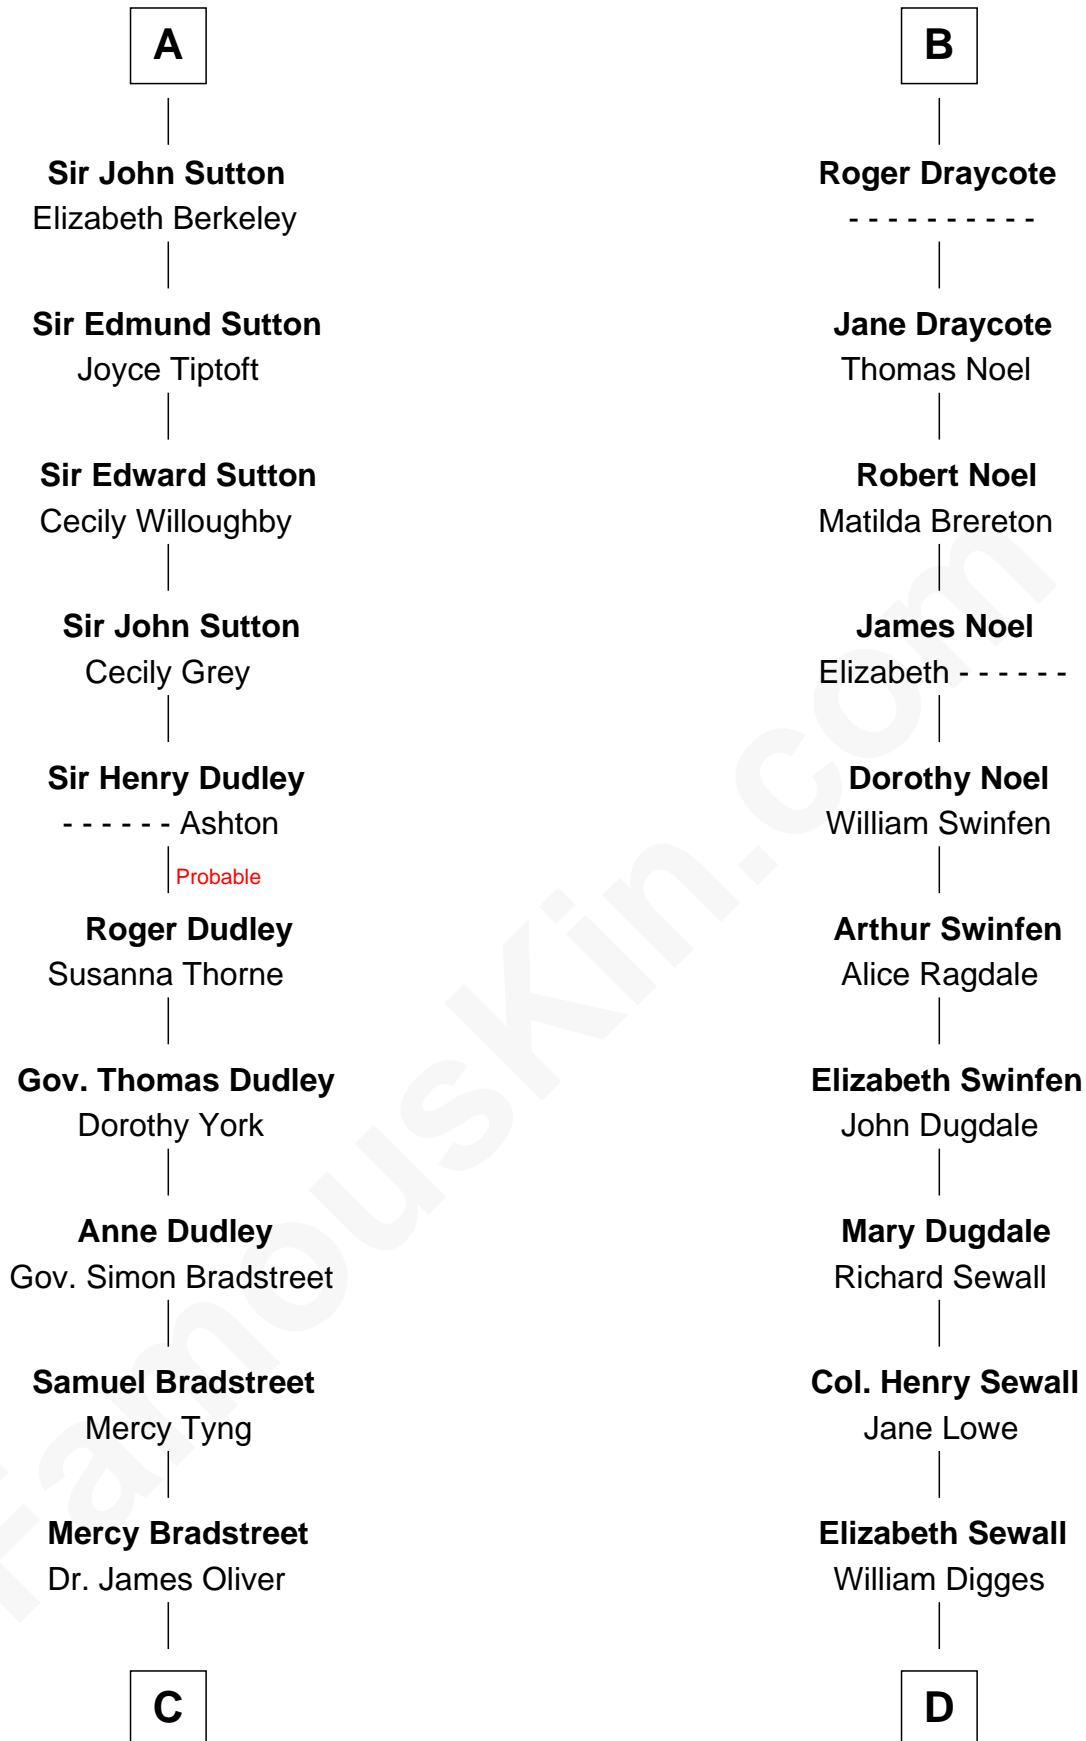 A
Sir John Sutton
Elizabeth Berkeley
Sir Edmund Sutton
Joyce Tiptoft
Sir Edward Sutton
Cecily Willoughby
Sir John Sutton
Cecily Grey
Sir Henry Dudley
- - - - - - Ashton
Probable
Roger Dudley
Susanna Thorne
Gov. Thomas Dudley
Dorothy York
Anne Dudley
Gov. Simon Bradstreet
Samuel Bradstreet
Mercy Tyng
Mercy Bradstreet
Dr. James Oliver
C
B
Roger Draycote
- - - - - - - - - -
Jane Draycote
Thomas Noel
Robert Noel
Matilda Brereton
James Noel
Elizabeth - - - - - -
Dorothy Noel
William Swinfen
Arthur Swinfen
Alice Ragdale
Elizabeth Swinfen
John Dugdale
Mary Dugdale
Richard Sewall
Col. Henry Sewall
Jane Lowe
Elizabeth Sewall
William Digges
D
FamousKin.com